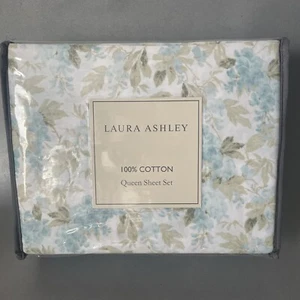 LAURA ASHLEY
100% COTTON
Queen Sheet Set